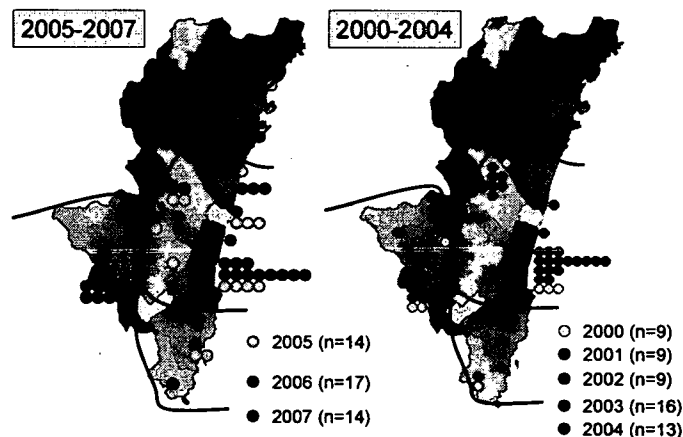 2005-2007
2000-2004
2005 (n=14)
2006 (n=17)
2007 (n=14)
2000 (n=9)
2001 (n=9)
2002 (n=9)
2003 (n=16)
2004 (n=13)